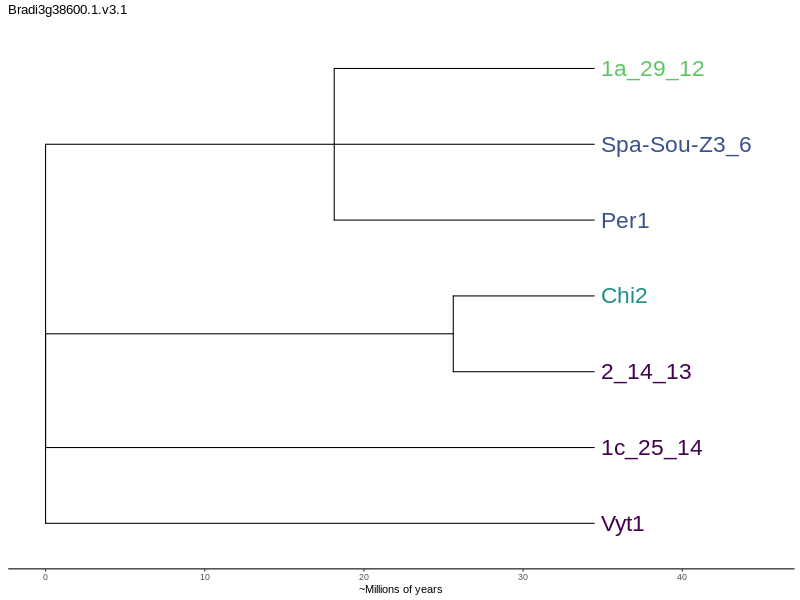 Bradi3g38600.1.v3.1
1a_29_12
Spa-Sou-Z3_6
Per1
Chi2
2_14_13
1c_25_14
Vyt1
0 10 20 30 40
~Millions of years